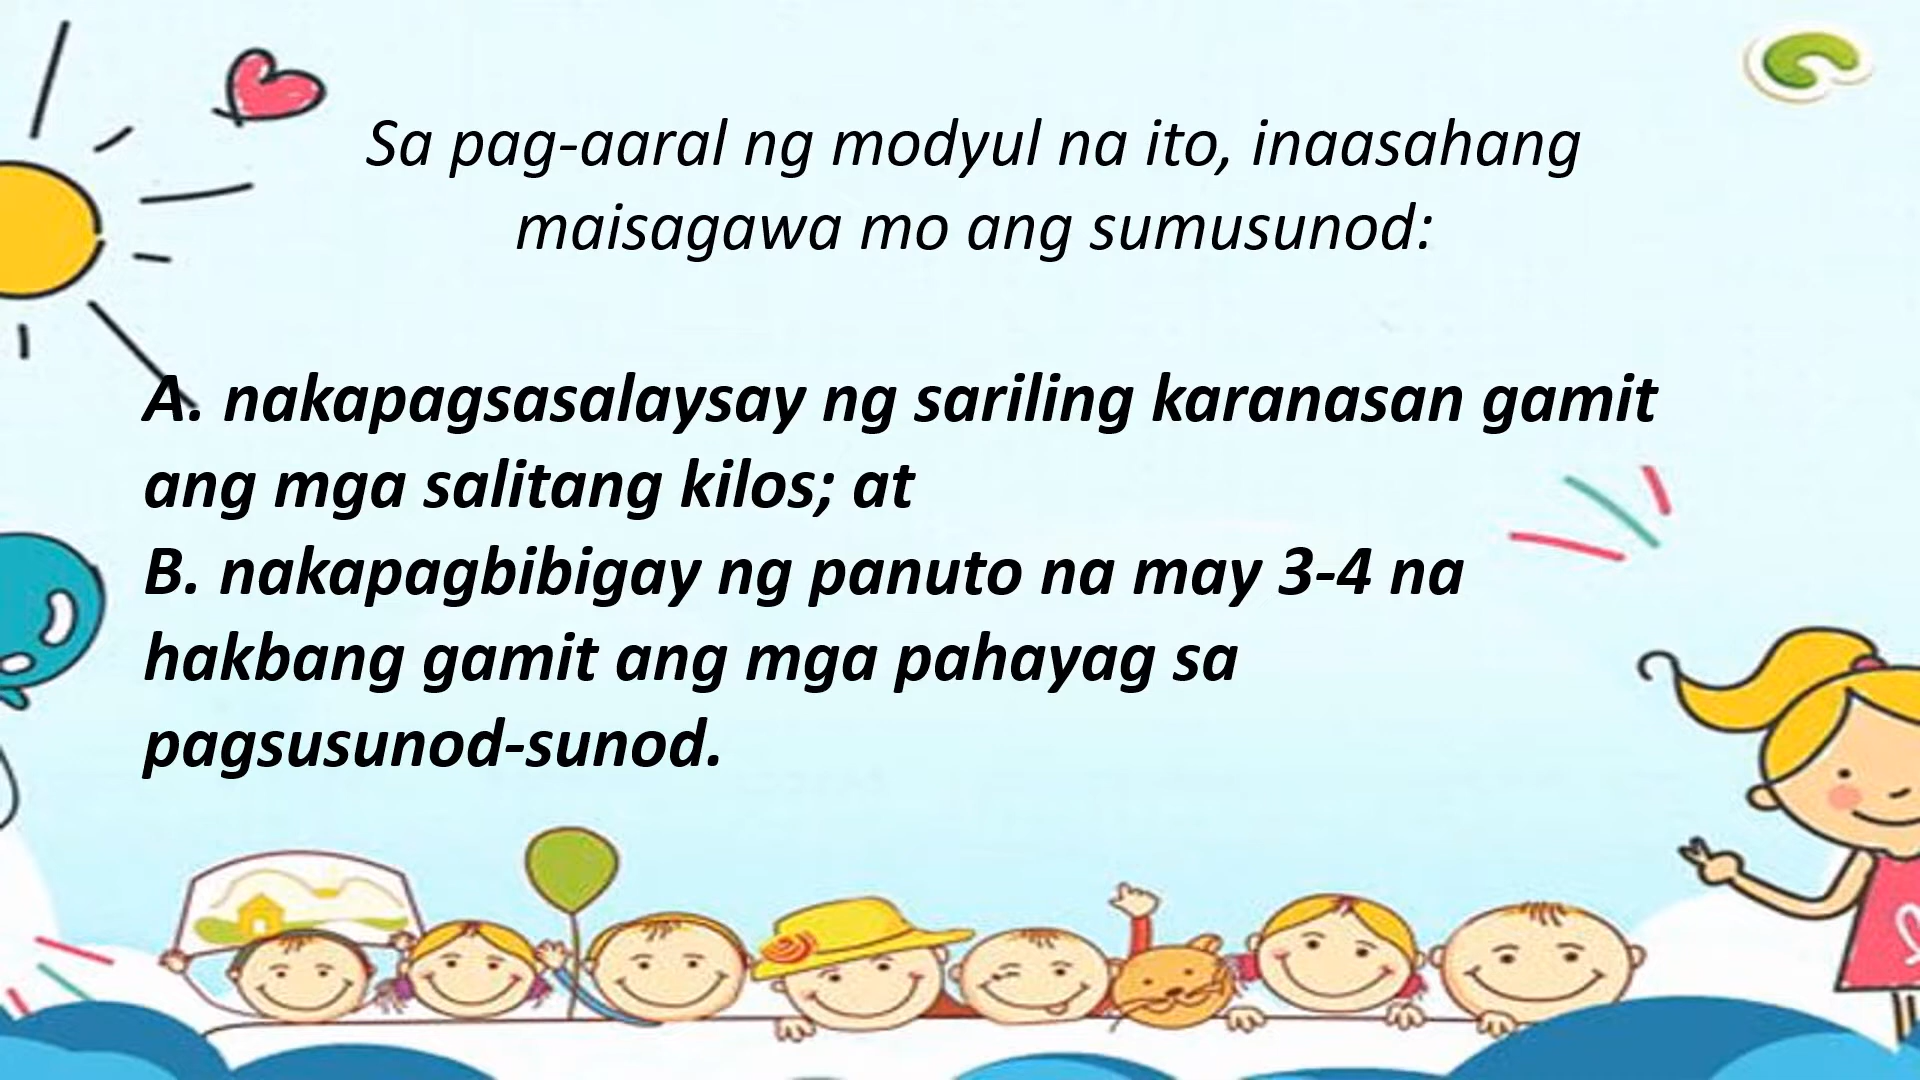 Sa pag-aaral ng modyul na ito, inaasahang
maisagawa mo ang sumusunod:
A. nakapagsasalaysay ng sariling karanasan gamit
ang mga salitang kilos; at
B. nakapagbibigay ng panuto na may 3-4 na
hakbang gamit ang mga pahayag sa
pagsusunod-sunod.